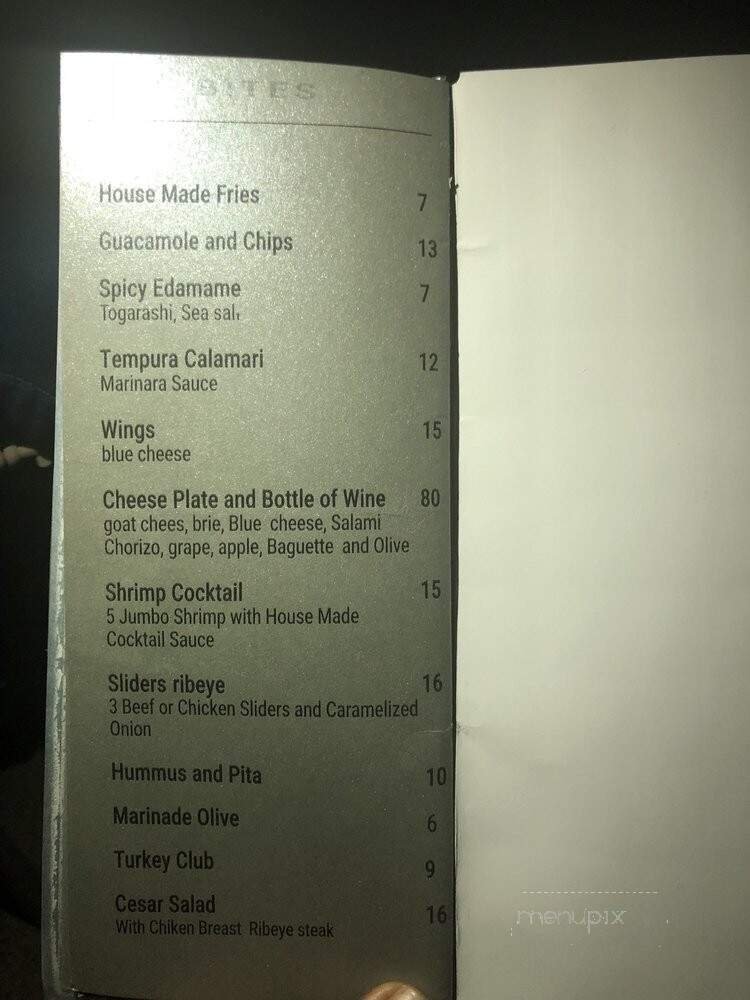 BITES
House Made Fries 7
Guacamole and Chips 13
Spicy Edamame 7
Togarashi, Sea salt
Tempura Calamari 12
Marinara Sauce
Wings 15
blue cheese
Cheese Plate and Bottle of Wine 80
goat chees, brie, Blue cheese, Salami
Chorizo, grape, apple, Baguette and Olive
Shrimp Cocktail 15
5 Jumbo Shrimp with House Made
Cocktail Sauce
Sliders ribeye 16
3 Beef or Chicken Sliders and Caramelized
Onion
Hummus and Pita 10
Marinade Olive 6
Turkey Club 9
Cesar Salad 16
With Chiken Breast Ribeye steak
menupix